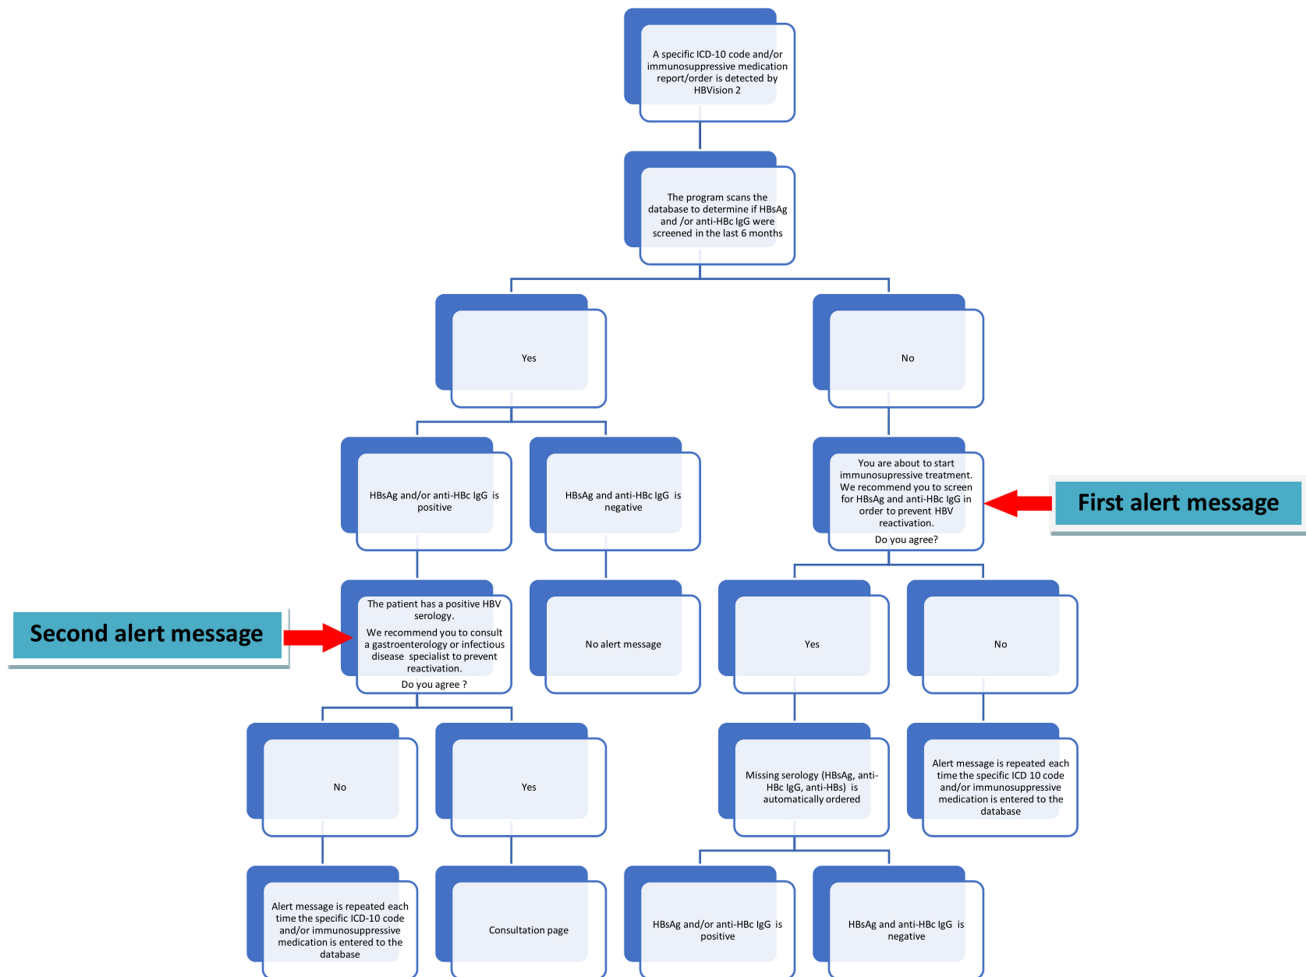 A specific ICD-10 code and/or
immunosuppressive medication
report/order is detected by
HBVision 2
The program scans the
database to determine if HBsAg
and /or anti-HBc IgG were
screened in the last 6 months
Yes
No
HBsAg and/or anti-HBc IgG is
positive
HBsAg and anti-HBc IgG is
negative
You are about to start
immunosupressive treatment.
We recommend you to screen
for HBsAg and anti-HBc IgG in
order to prevent HBV
reactivation.
Do you agree?
First alert message
Second alert message
The patient has a positive HBV
serology.
We recommend you to consult
a gastroenterology or infectious
disease specialist to prevent
reactivation.
Do you agree ?
No alert message
Yes
No
No
Yes
Missing serology (HBsAg, anti-
HBc IgG, anti-HBs) is
automatically ordered
Alert message is repeated each
time the specific ICD 10 code
and/or immunosuppressive
medication is entered to the
database
Alert message is repeated each
time the specific ICD-10 code
and/or immunosuppressive
medication is entered to the
database
Consultation page
HBsAg and/or anti-HBc IgG is
positive
HBsAg and anti-HBc IgG is
negative